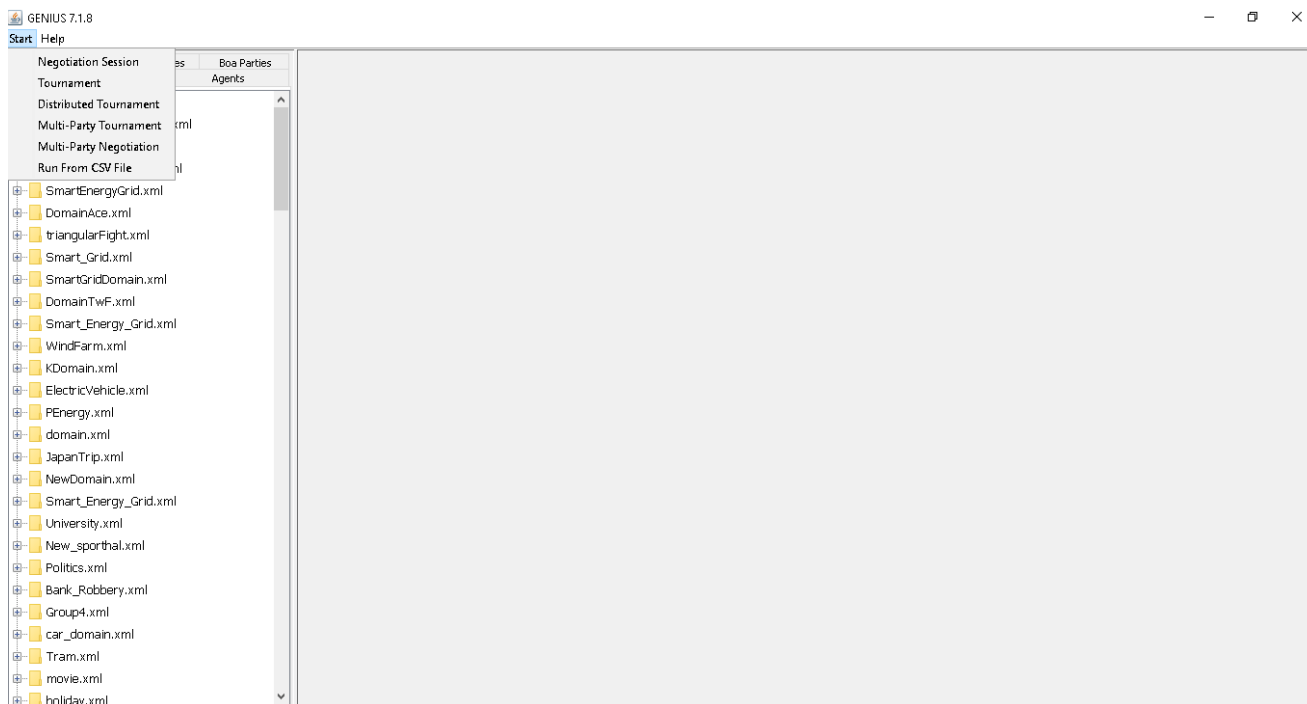 GENIUS 7.1.8
Start Help
Negotiation Session
Boa Parties
Tournament
Agents
Distributed Tournament
Multi-Party Tournament
Multi-Party Negotiation
Run From CSV File
SmartEnergyGrid.xml
DomainAce.xml
triangularFight.xml
Smart_Grid.xml
SmartGridDomain.xml
DomainTwF.xml
Smart_Energy_Grid.xml
WindFarm.xml
KDomain.xml
ElectricVehicle.xml
PEnergy.xml
domain.xml
JapanTrip.xml
NewDomain.xml
Smart_Energy_Grid.xml
University.xml
New_sporthal.xml
Politics.xml
Bank_Robbery.xml
Group4.xml
car_domain.xml
Tram.xml
movie.xml
holiday.xml